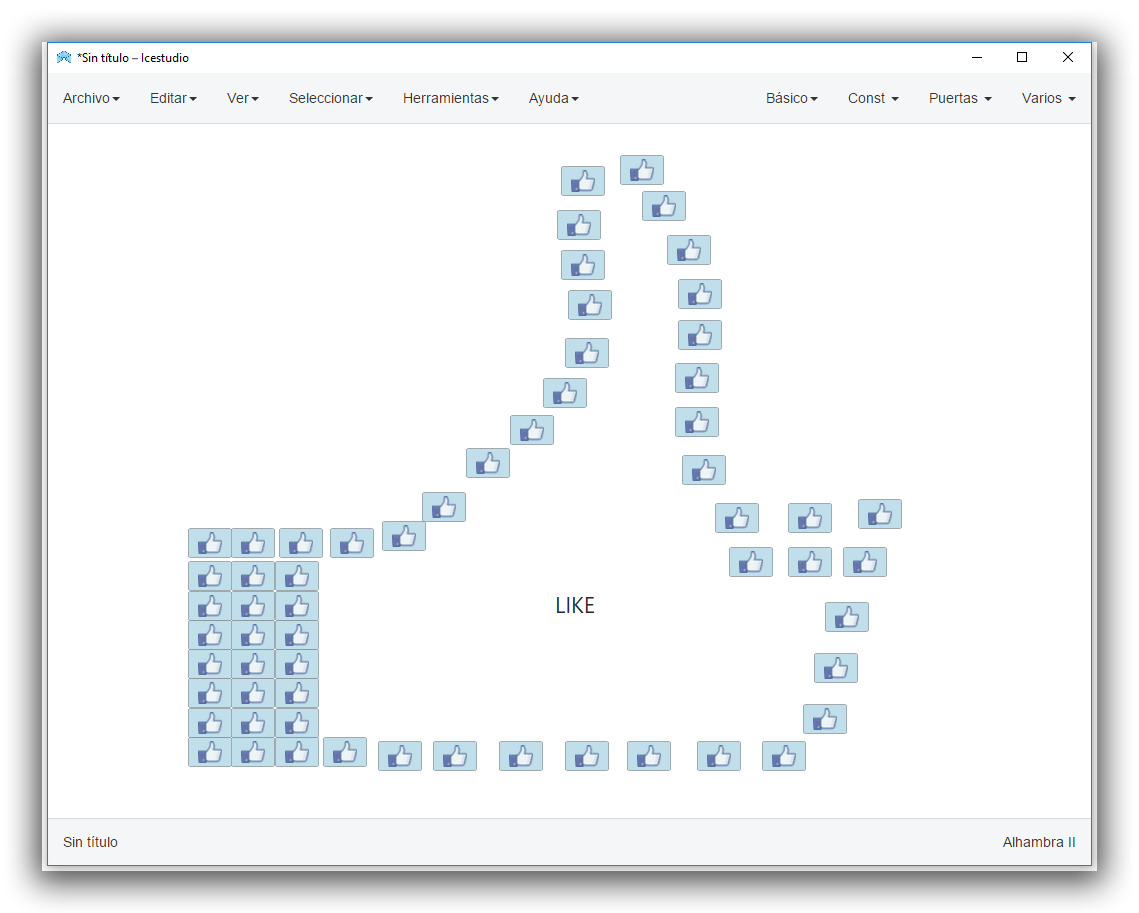 *Sin título – Icestudio
Archivo Editar Ver Seleccionar Herramientas Ayuda Básico Const Puertas Varios
LIKE
Sin título Alhambra II